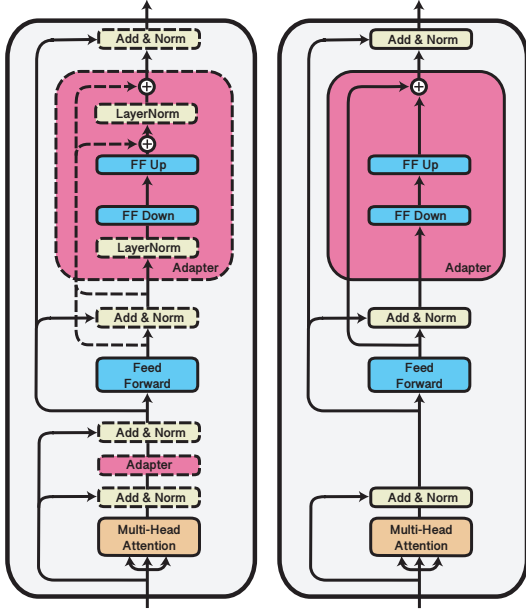 Add & Norm
LayerNorm
FF Up
FF Down
LayerNorm
Adapter
Add & Norm
Feed
Forward
Add & Norm
Adapter
Add & Norm
Multi-Head
Attention
Add & Norm
FF Up
FF Down
Adapter
Add & Norm
Feed
Forward
Add & Norm
Multi-Head
Attention